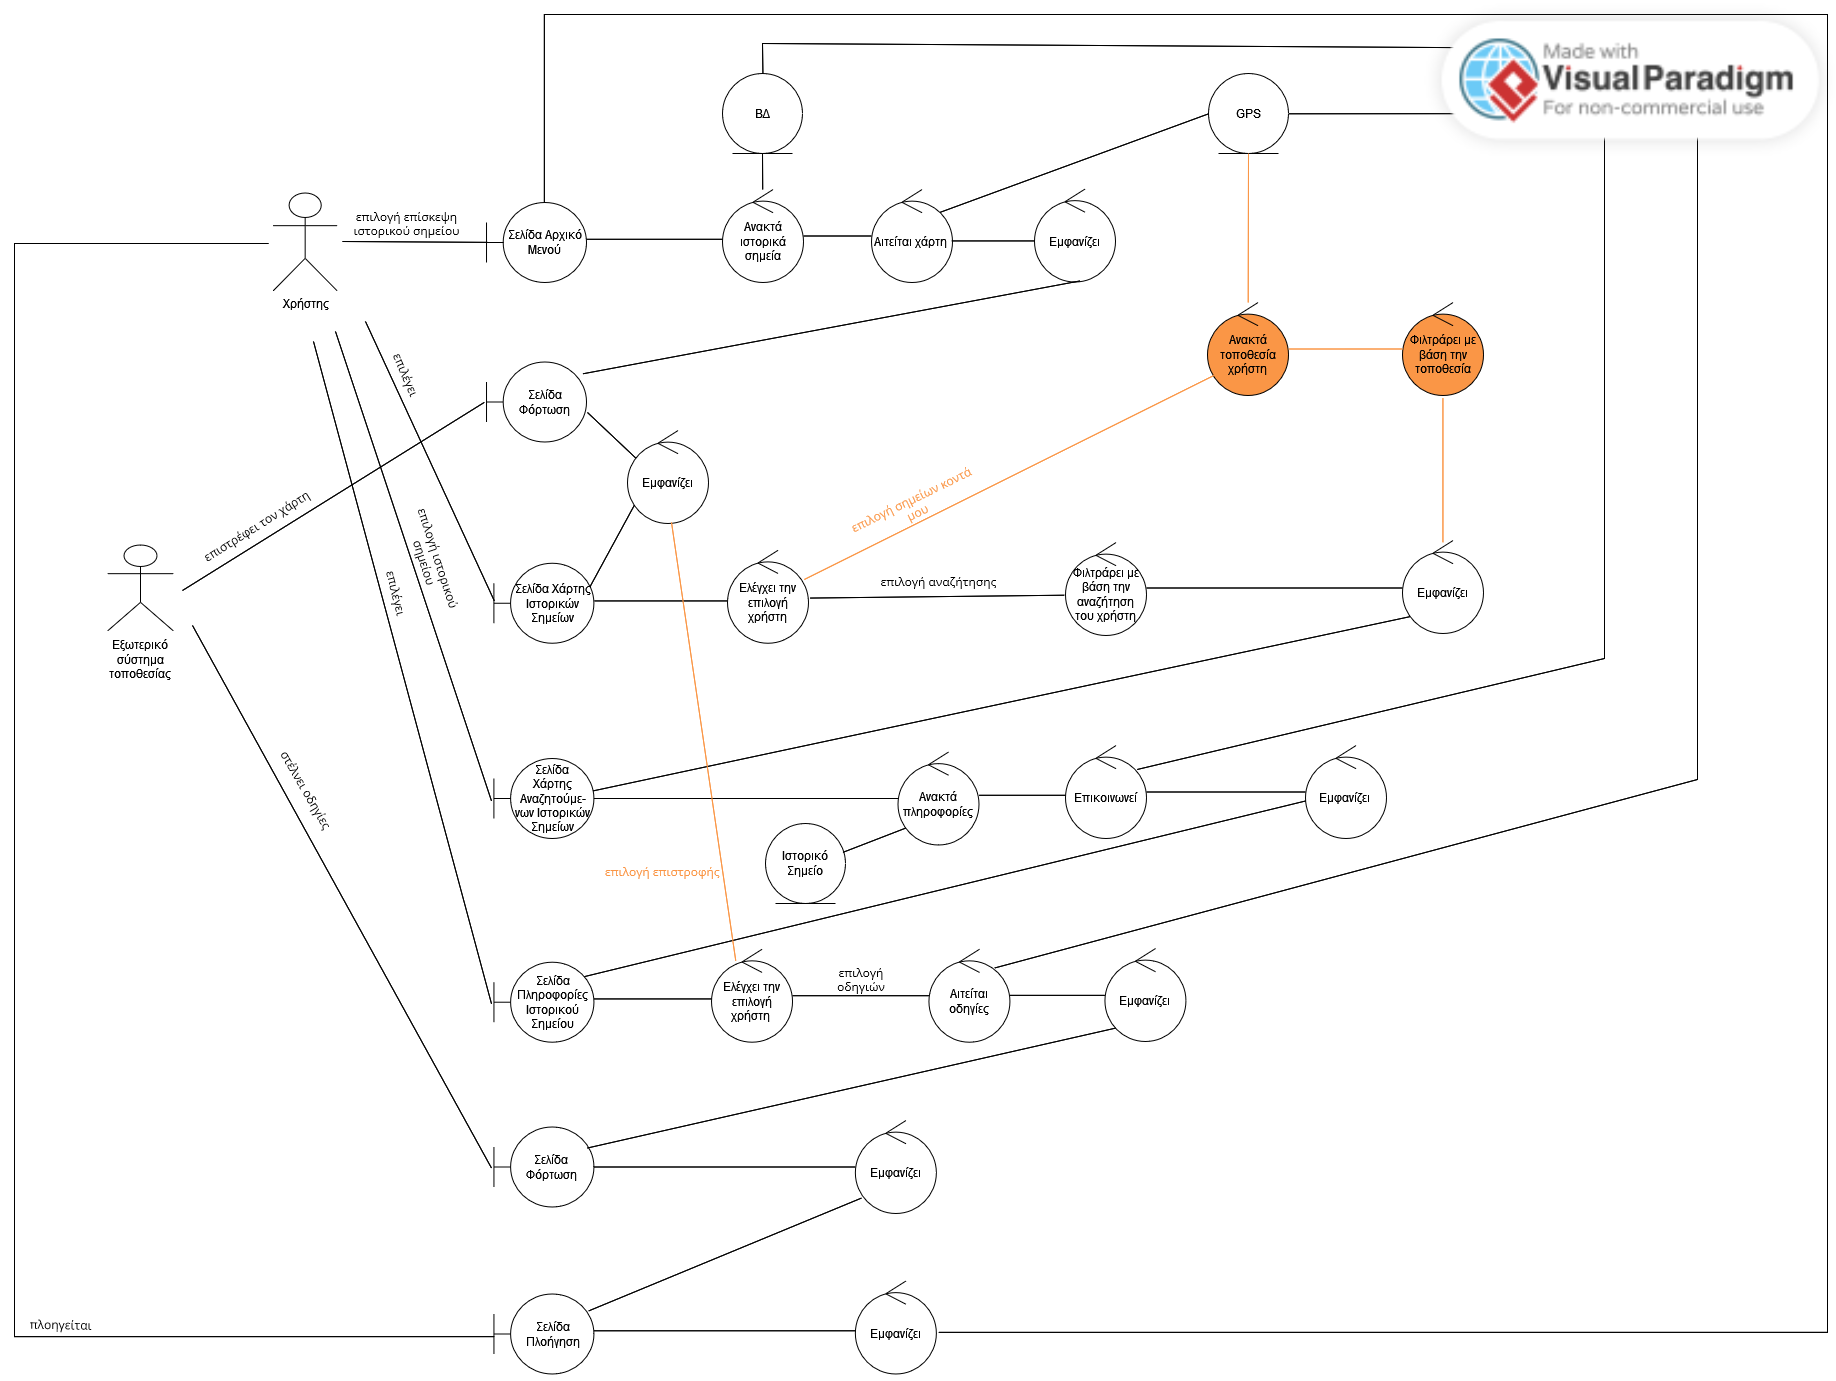 Made with
Visual Paradigm
For non-commercial use
ΒΔ
GPS
επιλογή επίσκεψη
ιστορικού σημείου
Σελίδα Αρχικό
Μενού
Ανακτά
ιστορικά
σημεία
Αιτείται χάρτη
Εμφανίζει
Χρήστης
Ανακτά
τοποθεσία
χρήστη
Φιλτράρει με
βάση την
τοποθεσία
επιλέγει
Σελίδα
Φόρτωση
Εμφανίζει
επιλογή σημείων κοντά
μου
επιστρέφει τον χάρτη
επιλογή ιστορικού
σημείου
επιλέγει
Εξωτερικό
σύστημα
τοποθεσίας
Σελίδα Χάρτης
Ιστορικών
Σημείων
Ελέγχει την
επιλογή
χρήστη
επιλογή αναζήτησης
Φιλτράρει με
βάση την
αναζήτηση
του χρήστη
Εμφανίζει
στέλνει οδηγίες
Σελίδα
Χάρτης
Αναζητούμε-
νων Ιστορικών
Σημείων
Ανακτά
πληροφορίες
Επικοινωνεί
Εμφανίζει
Ιστορικό
Σημείο
επιλογή επιστροφής
Σελίδα
Πληροφορίες
Ιστορικού
Σημείου
Ελέγχει την
επιλογή
χρήστη
επιλογή
οδηγιών
Αιτείται
οδηγίες
Εμφανίζει
Σελίδα
Φόρτωση
Εμφανίζει
πλοηγείται
Σελίδα
Πλοήγηση
Εμφανίζει